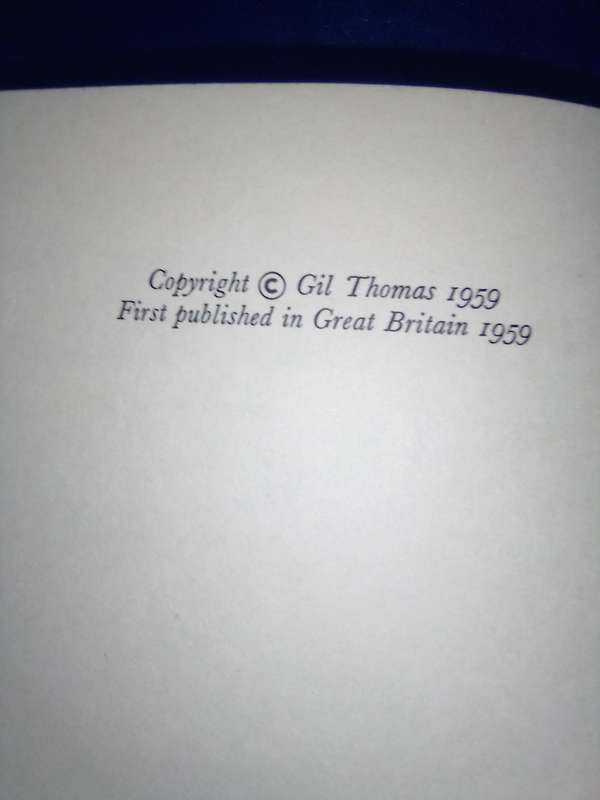 Copyright © Gil Thomas 1959
First published in Great Britain 1959